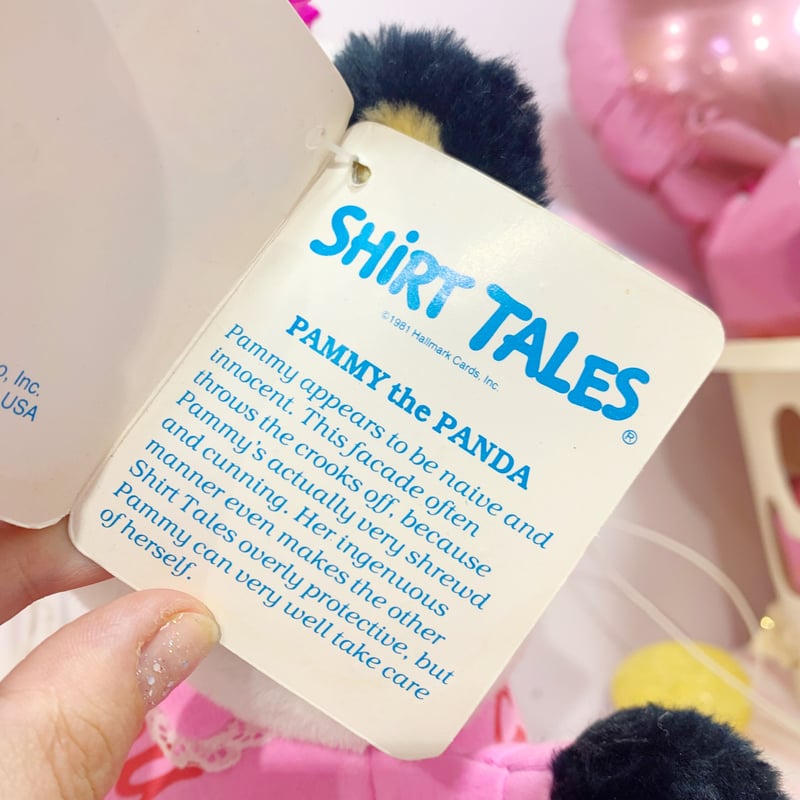 SHiRT TALES ®
©1981 Hallmark Cards, Inc.
PAMMY the PANDA
Pammy appears to be naive and
innocent. This facade often
throws the crooks off, because
Pammy's actually very shrewd
and cunning. Her ingenuous
manner even makes the other
Shirt Tales overly protective, but
Pammy can very well take care
of herself.
Inc.
USA